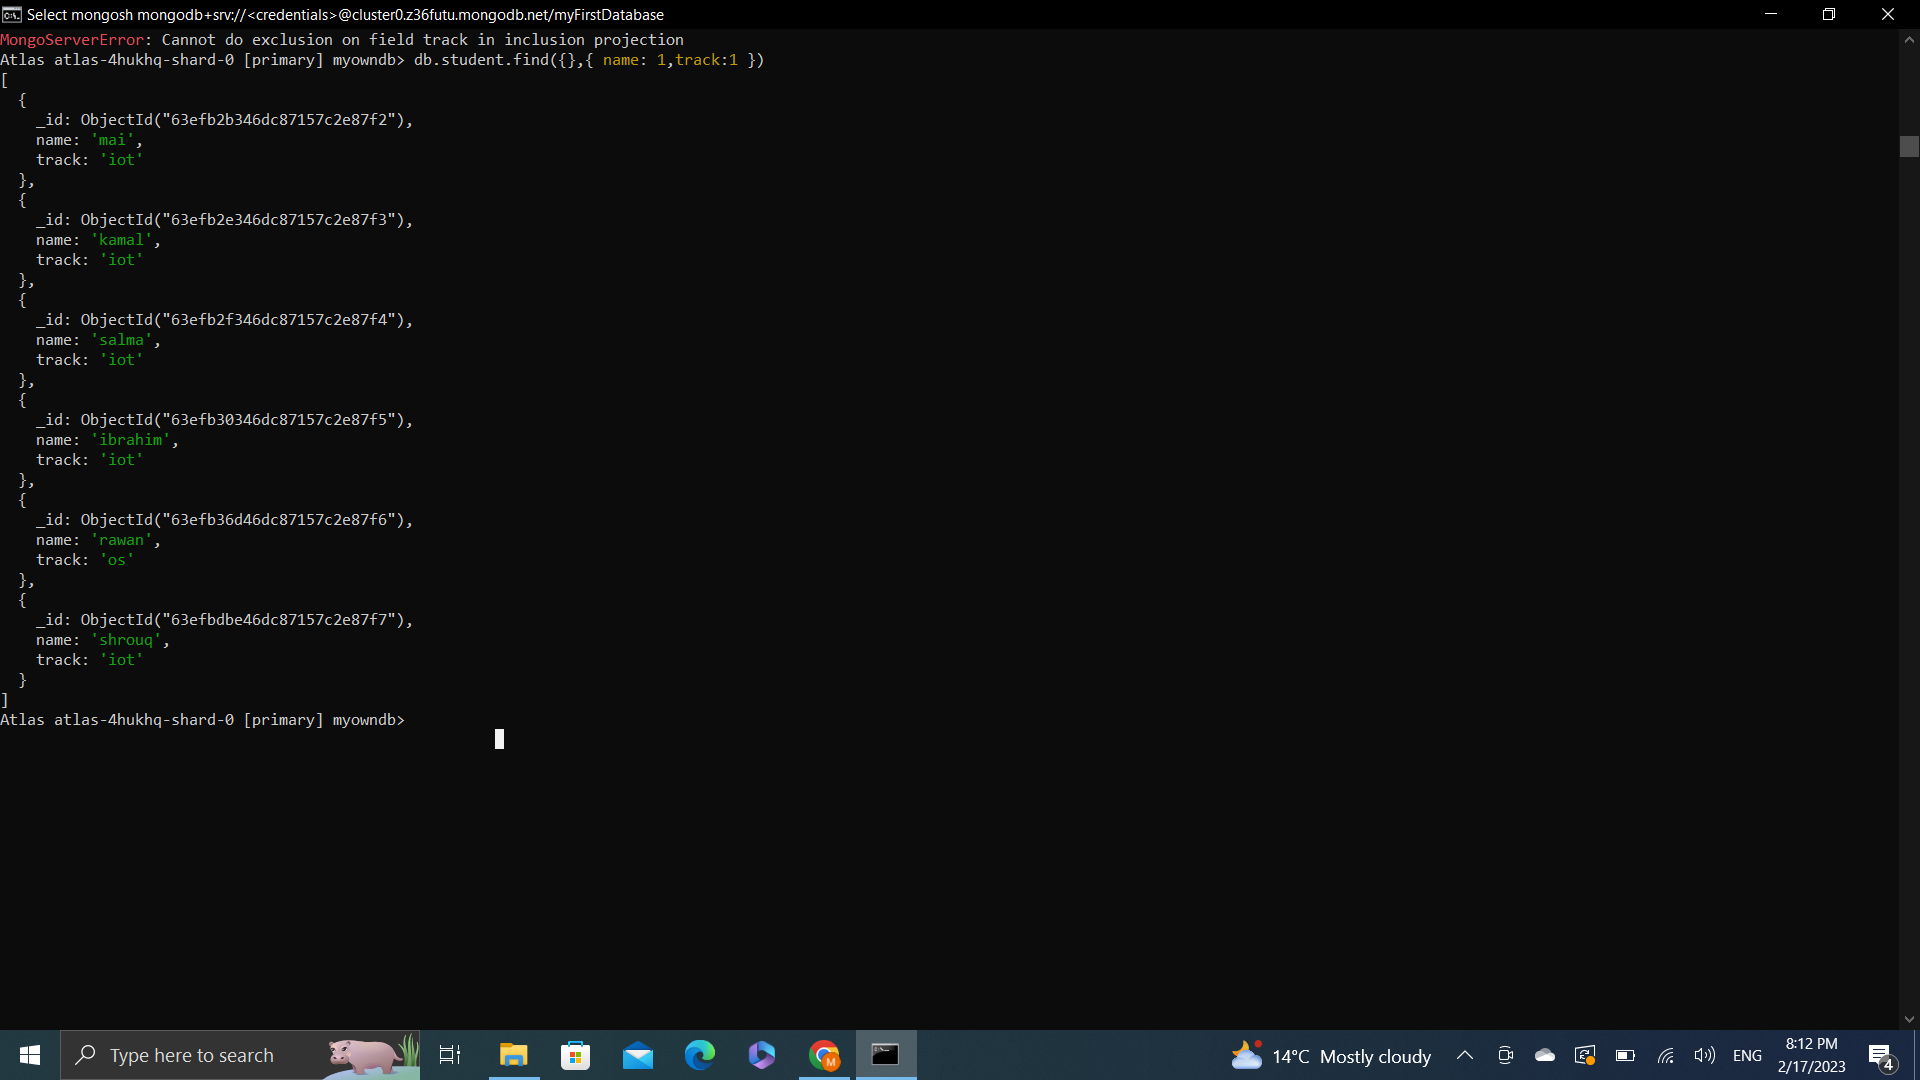 Select mongosh mongodb+srv://<credentials>@cluster0.z36futu.mongodb.net/myFirstDatabase
MongoServerError: Cannot do exclusion on field track in inclusion projection
Atlas atlas-4hukhq-shard-0 [primary] myowndb> db.student.find({},{ name: 1,track:1 })
[
  {
    _id: ObjectId("63efb2b346dc87157c2e87f2"),
    name: 'mai',
    track: 'iot'
  },
  {
    _id: ObjectId("63efb2e346dc87157c2e87f3"),
    name: 'kamal',
    track: 'iot'
  },
  {
    _id: ObjectId("63efb2f346dc87157c2e87f4"),
    name: 'salma',
    track: 'iot'
  },
  {
    _id: ObjectId("63efb30346dc87157c2e87f5"),
    name: 'ibrahim',
    track: 'iot'
  },
  {
    _id: ObjectId("63efb36d46dc87157c2e87f6"),
    name: 'rawan',
    track: 'os'
  },
  {
    _id: ObjectId("63efbdbe46dc87157c2e87f7"),
    name: 'shrouq',
    track: 'iot'
  }
]
Atlas atlas-4hukhq-shard-0 [primary] myowndb>
Type here to search
14°C Mostly cloudy
ENG
8:12 PM
2/17/2023
4